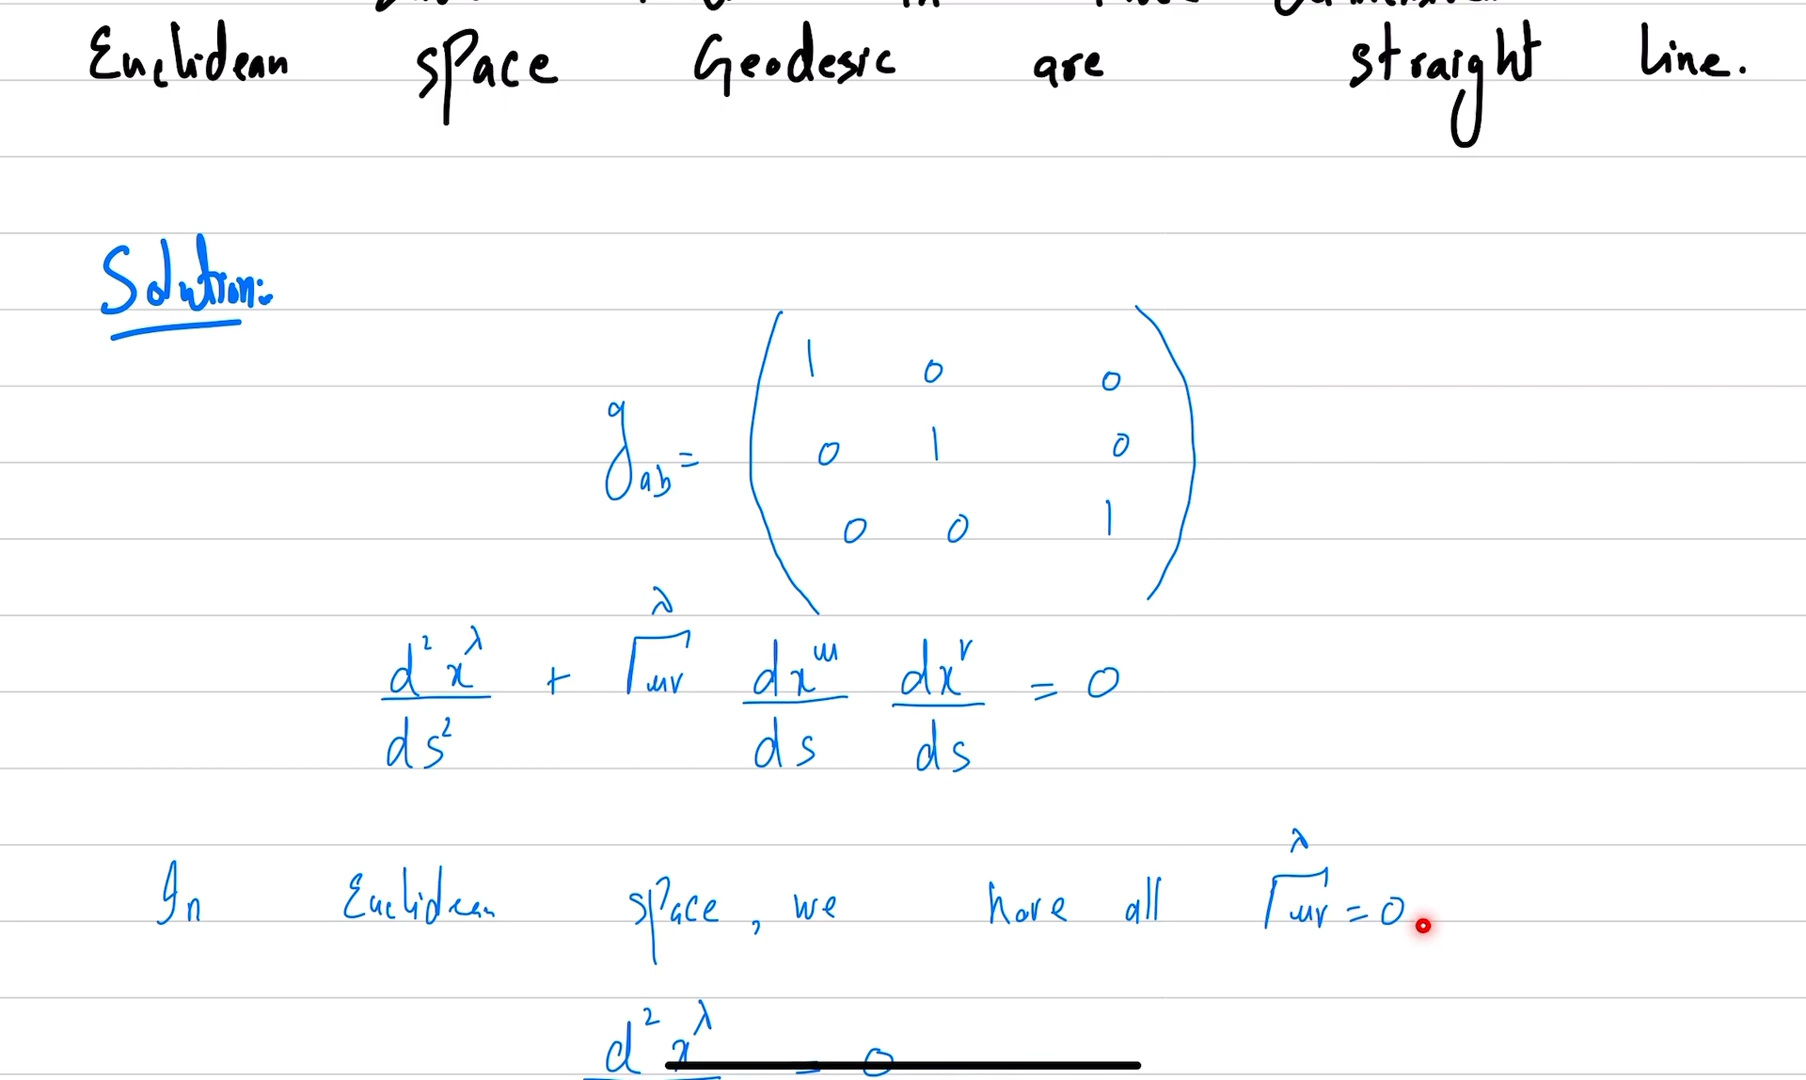 Euclidean space Geodesic are straight line.
Solution:
g_ab = ( 1 0 0
0 1 0
0 0 1 )
d²x^λ/ds² + Γ^λ_μν dx^μ/ds dx^ν/ds = 0
In Euclidean space, we have all Γ^λ_μν = 0
d²x^λ = 0